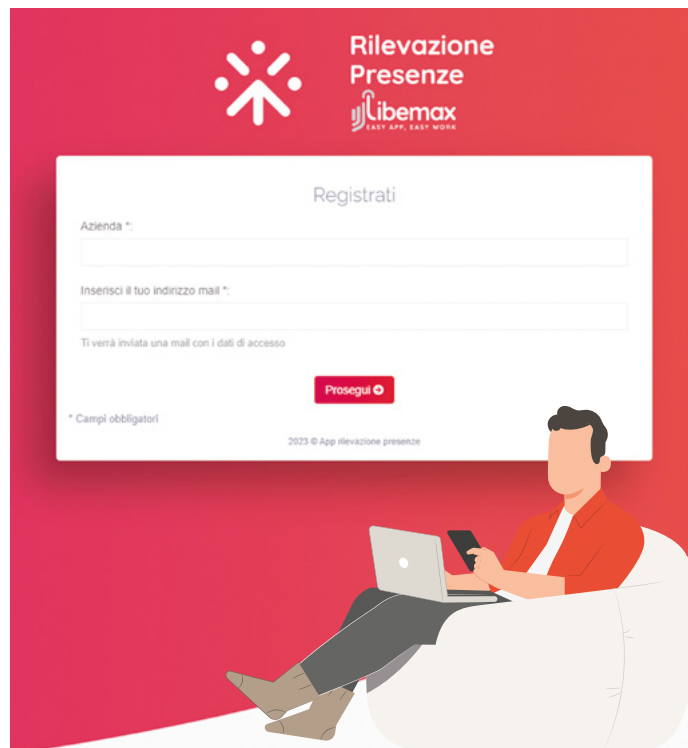 Rilevazione
Presenze
Libemax
EASY APP, EASY WORK
Registrati
Azienda *:
Inserisci il tuo indirizzo mail *:
Ti verrà inviata una mail con i dati di accesso
Prosegui
* Campi obbligatori
2023 © App rilevazione presenze